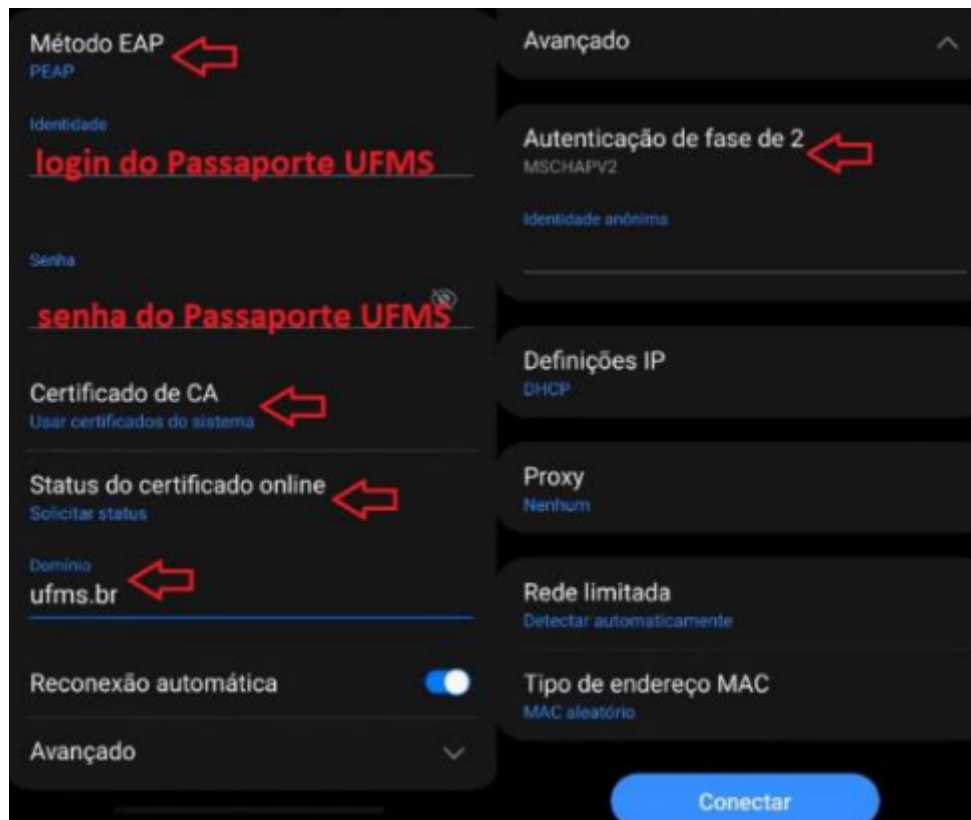 Método EAP
PEAP
Identidade
login do Passaporte UFMS
Senha
senha do Passaporte UFMS
Certificado de CA
Usar certificados do sistema
Status do certificado online
Solicitar status
Domínio
ufms.br
Reconexão automática
Avançado
Avançado
Autenticação de fase de 2
MSCHAPV2
Identidade anônima
Definições IP
DHCP
Proxy
Nenhum
Rede limitada
Detectar automaticamente
Tipo de endereço MAC
MAC aleatório
Conectar